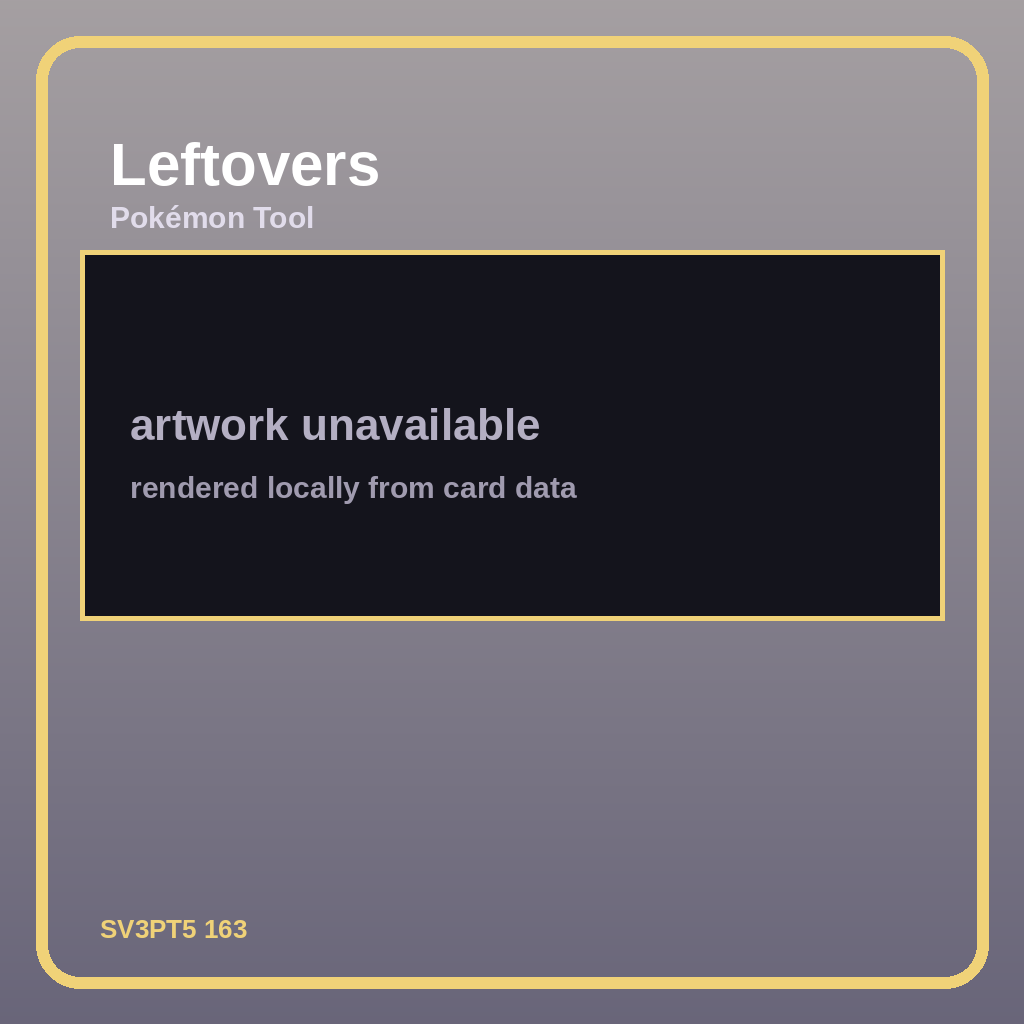 Leftovers
Pokémon Tool
artwork unavailable
rendered locally from card data
SV3PT5 163